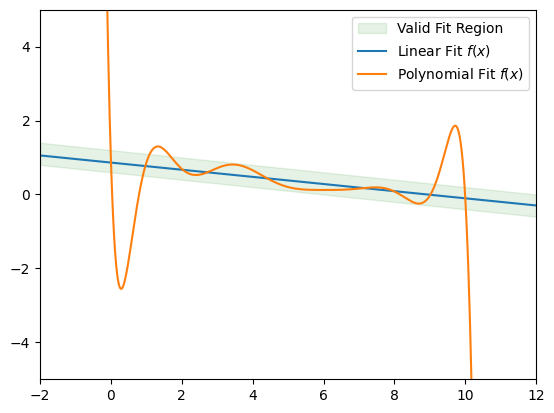 Valid Fit Region
Linear Fit f(x)
Polynomial Fit f(x)
4
2
0
−2
−4
−2 0 2 4 6 8 10 12